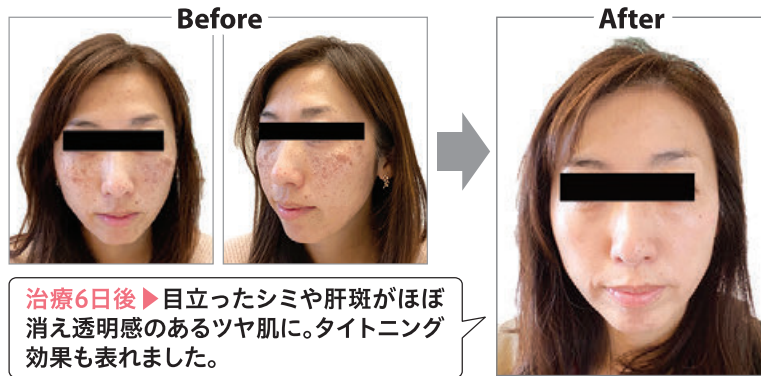 Before
After
治療6日後▶目立ったシミや肝斑がほぼ
消え透明感のあるツヤ肌に。タイトニング
効果も表れました。